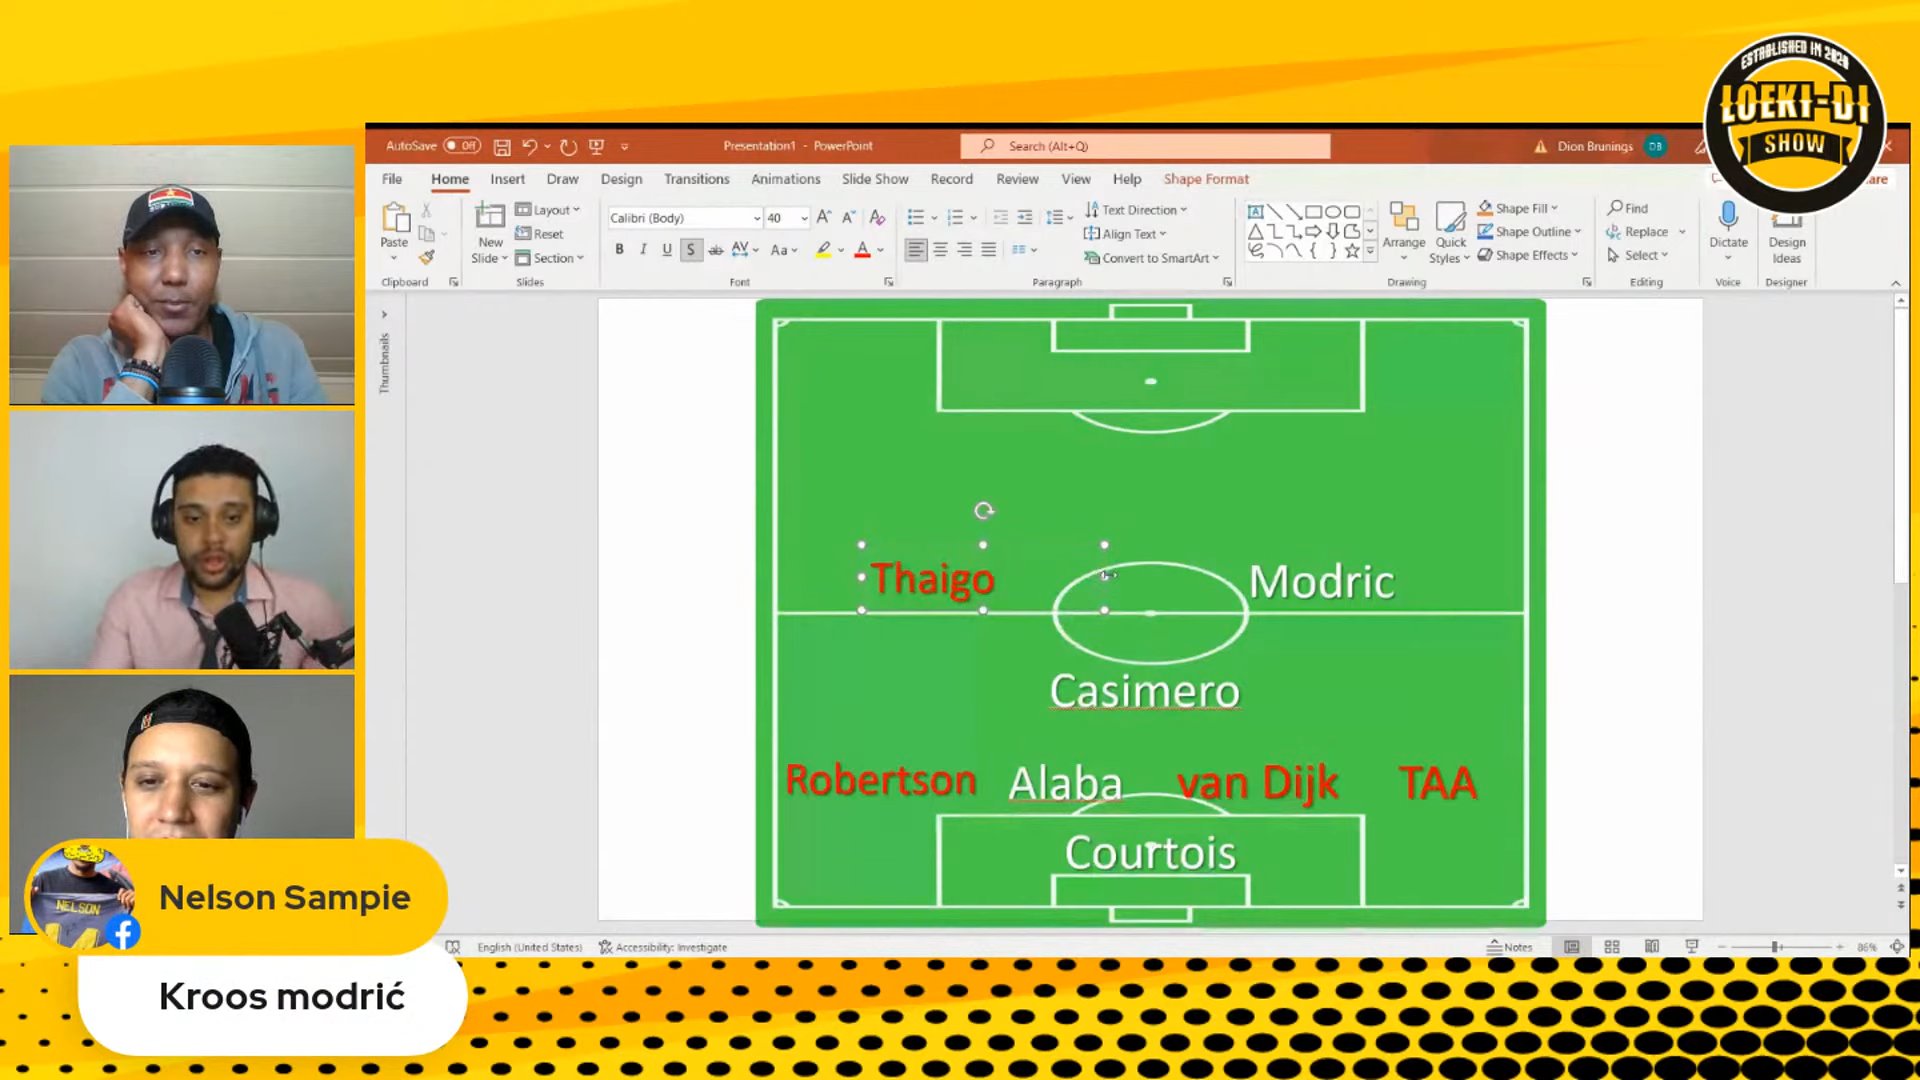 ESTABLISHED IN 2020
LOEKI-DI
SHOW
AutoSave Off
Presentation1 - PowerPoint
Search (Alt+Q)
Dion Brunings
DB
File Home Insert Draw Design Transitions Animations Slide Show Record Review View Help Shape Format
Paste
New
Slide
Layout
Reset
Section
Calibri (Body) 40
Text Direction
Align Text
Convert to SmartArt
Arrange
Quick
Styles
Shape Fill
Shape Outline
Shape Effects
Find
Replace
Select
Dictate
Design
Ideas
Clipboard Slides Font Paragraph Drawing Editing Voice Designer
Thumbnails
Thaigo
Modric
Casimero
Robertson Alaba van Dijk TAA
Courtois
English (United States) Accessibility: Investigate
Notes
86%
NELSON
Nelson Sampie
Kroos modrić